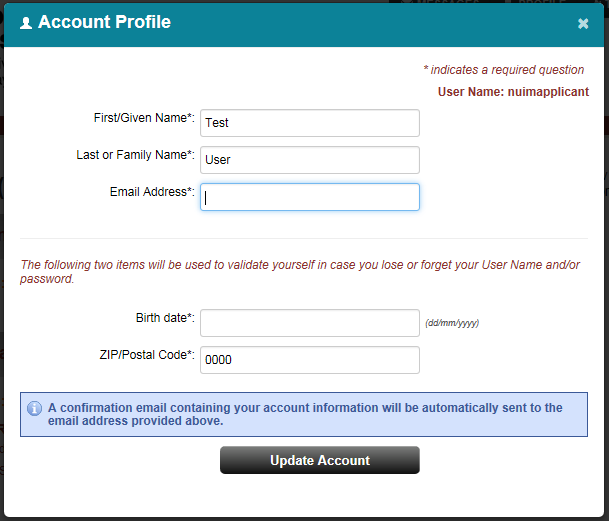 Account Profile
* indicates a required question
User Name: nuimapplicant
First/Given Name*: Test
Last or Family Name*: User
Email Address*:
The following two items will be used to validate yourself in case you lose or forget your User Name and/or
password.
Birth date*: (dd/mm/yyyy)
ZIP/Postal Code*: 0000
A confirmation email containing your account information will be automatically sent to the
email address provided above.
Update Account